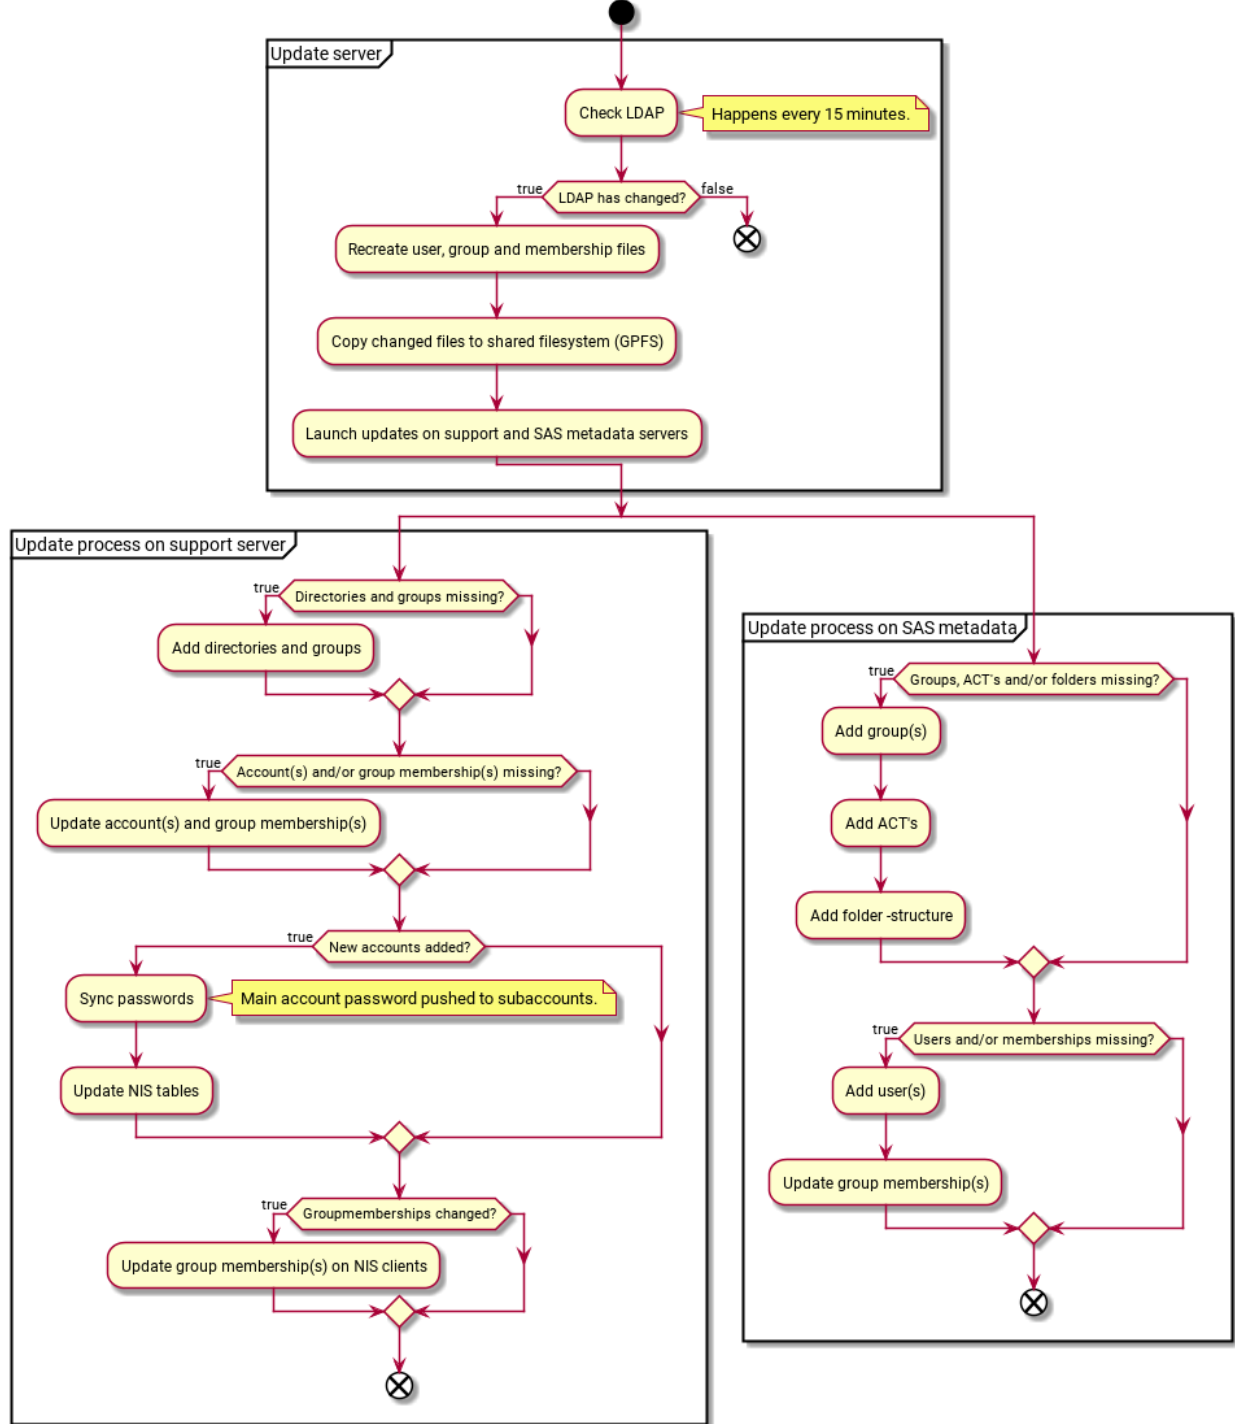 Update server
Check LDAP
Happens every 15 minutes.
LDAP has changed?
true
false
Recreate user, group and membership files
Copy changed files to shared filesystem (GPFS)
Launch updates on support and SAS metadata servers
Update process on support server
true
Directories and groups missing?
Add directories and groups
true
Account(s) and/or group membership(s) missing?
Update account(s) and group membership(s)
true
New accounts added?
Sync passwords
Main account password pushed to subaccounts.
Update NIS tables
true
Groupmemberships changed?
Update group membership(s) on NIS clients
Update process on SAS metadata
true
Groups, ACT's and/or folders missing?
Add group(s)
Add ACT's
Add folder -structure
true
Users and/or memberships missing?
Add user(s)
Update group membership(s)